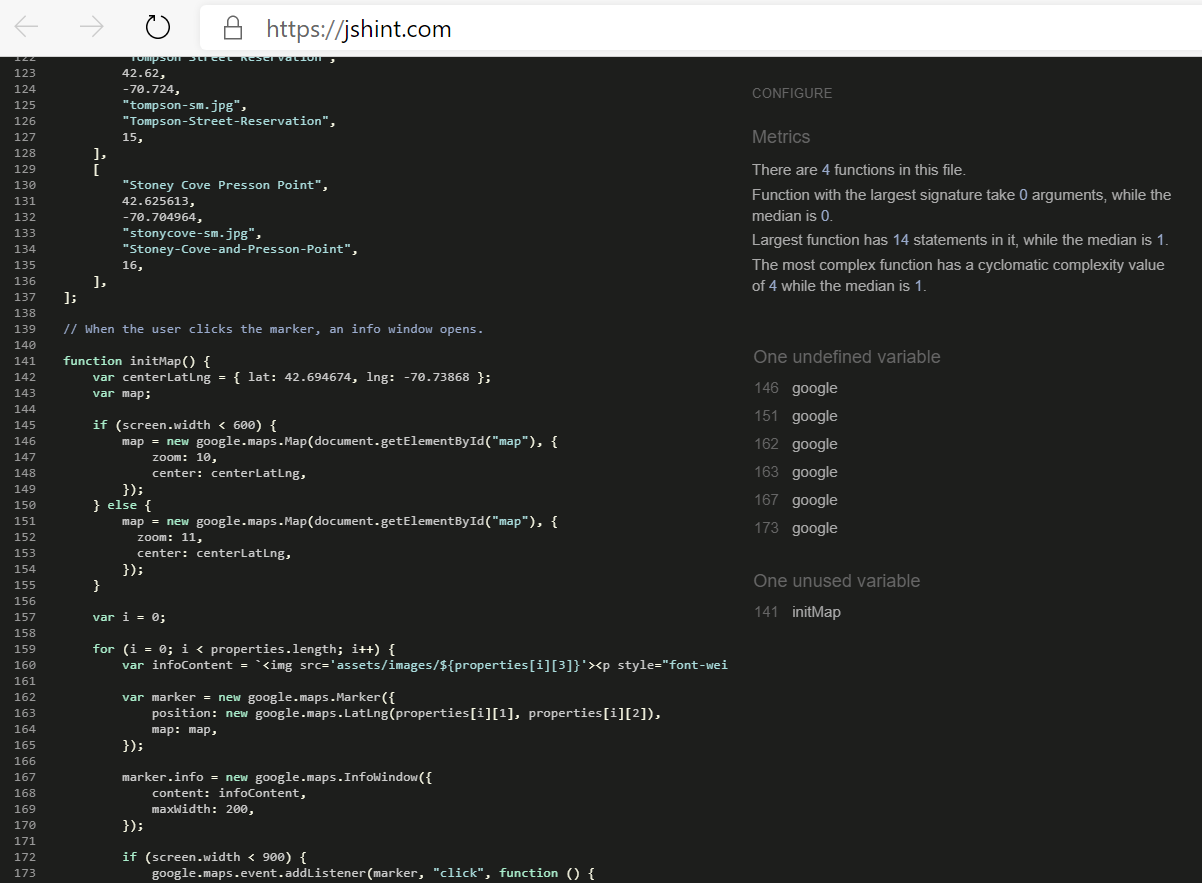 https://jshint.com
122 "Tompson Street Reservation",
123 42.62,
124 -70.724,
125 "tompson-sm.jpg",
126 "Tompson-Street-Reservation",
127 15,
128 ],
129 [
130 "Stoney Cove Presson Point",
131 42.625613,
132 -70.704964,
133 "stonycove-sm.jpg",
134 "Stoney-Cove-and-Presson-Point",
135 16,
136 ],
137 ];
138
139 // When the user clicks the marker, an info window opens.
140
141 function initMap() {
142 var centerLatLng = { lat: 42.694674, lng: -70.73868 };
143 var map;
144
145 if (screen.width < 600) {
146 map = new google.maps.Map(document.getElementById("map"), {
147 zoom: 10,
148 center: centerLatLng,
149 });
150 } else {
151 map = new google.maps.Map(document.getElementById("map"), {
152 zoom: 11,
153 center: centerLatLng,
154 });
155 }
156
157 var i = 0;
158
159 for (i = 0; i < properties.length; i++) {
160 var infoContent = `<img src='assets/images/${properties[i][3]}'><p style="font-wei
161
162 var marker = new google.maps.Marker({
163 position: new google.maps.LatLng(properties[i][1], properties[i][2]),
164 map: map,
165 });
166
167 marker.info = new google.maps.InfoWindow({
168 content: infoContent,
169 maxWidth: 200,
170 });
171
172 if (screen.width < 900) {
173 google.maps.event.addListener(marker, "click", function () {
CONFIGURE
Metrics
There are 4 functions in this file.
Function with the largest signature take 0 arguments, while the
median is 0.
Largest function has 14 statements in it, while the median is 1.
The most complex function has a cyclomatic complexity value
of 4 while the median is 1.
One undefined variable
146 google
151 google
162 google
163 google
167 google
173 google
One unused variable
141 initMap